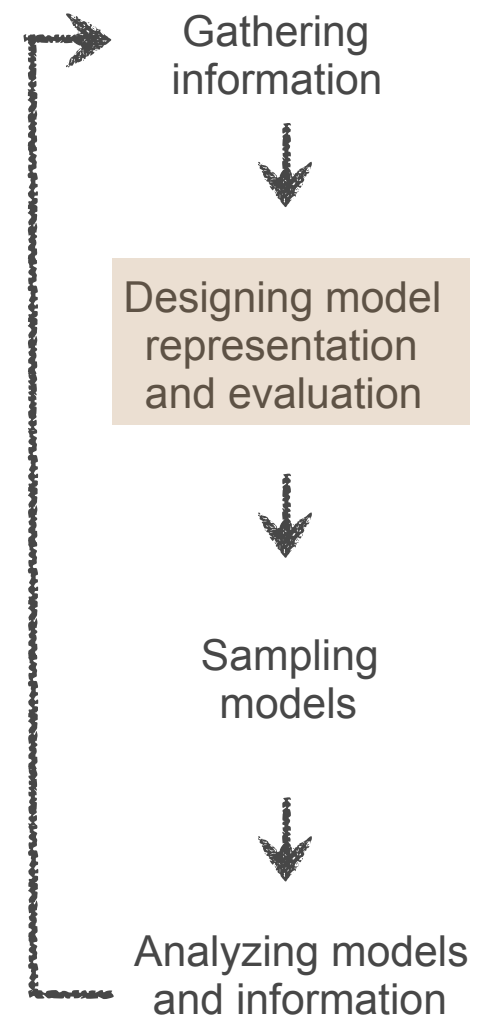 Gathering
information
Designing model
representation
and evaluation
Sampling
models
Analyzing models
and information